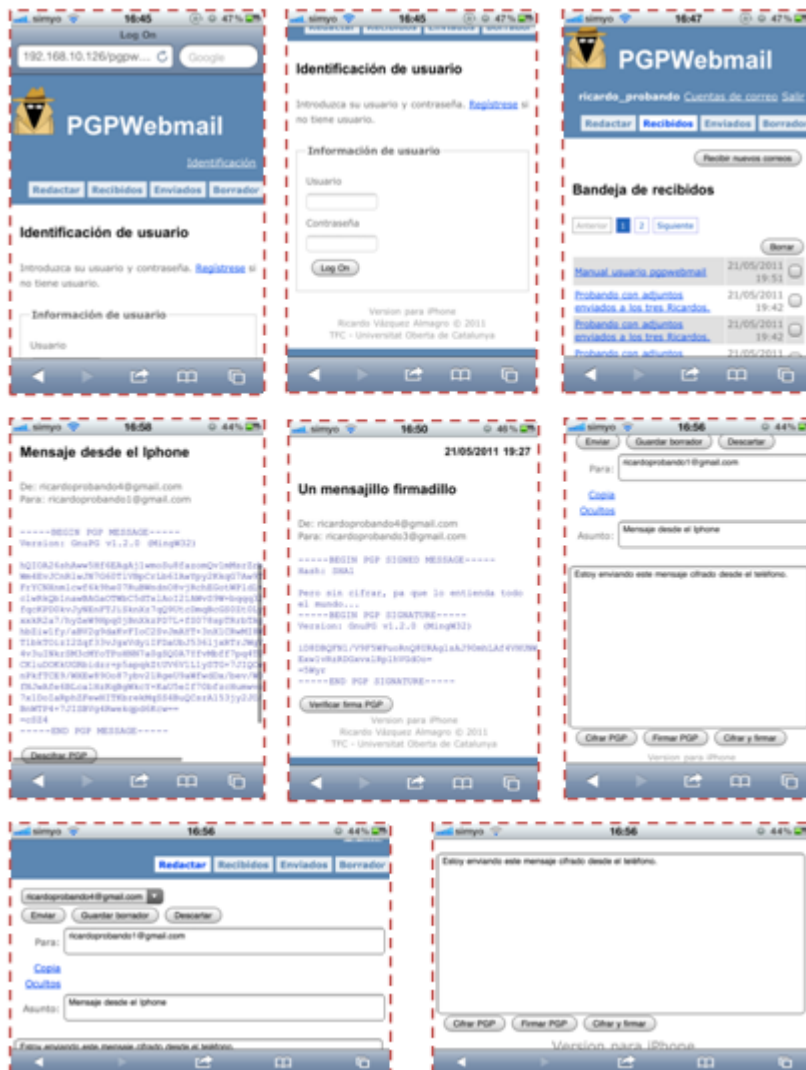 simyo 16:45 47%
Log On
192.168.10.126/pgpw... Google
PGPWebmail
Identificación
Redactar Recibidos Enviados Borrador
Identificación de usuario
Introduzca su usuario y contraseña. Regístrese si
no tiene usuario.
Información de usuario
Usuario
simyo 16:45 47%
Redactar Recibidos Enviados Borrador
Identificación de usuario
Introduzca su usuario y contraseña. Regístrese si
no tiene usuario.
Información de usuario
Usuario
Contraseña
Log On
Version para iPhone
Ricardo Vázquez Almagro © 2011
TFC - Universitat Oberta de Catalunya
simyo 16:47 47%
PGPWebmail
ricardo_probando Cuentas de correo Salir
Redactar Recibidos Enviados Borrador
Recibir nuevos correos
Bandeja de recibidos
Anterior 1 2 Siguiente
Borrar
Manual usuario pgpwebmail 21/05/2011
19:51
Probando con adjuntos 21/05/2011
enviados a los tres Ricardos. 19:42
Probando con adjuntos 21/05/2011
enviados a los tres Ricardos. 19:42
Probando con adjuntos 21/05/2011
simyo 16:58 44%
Mensaje desde el Iphone
De: ricardoprobando4@gmail.com
Para: ricardoprobando1@gmail.com
-----BEGIN PGP MESSAGE-----
Version: GnuPG v1.2.0 (MingW32)
-----END PGP MESSAGE-----
Descifrar PGP
simyo 16:50 46%
21/05/2011 19:27
Un mensajillo firmadillo
De: ricardoprobando4@gmail.com
Para: ricardoprobando3@gmail.com
-----BEGIN PGP SIGNED MESSAGE-----
Hash: SHA1
Pero sin cifrar, pa que lo entienda todo
el mundo...
-----BEGIN PGP SIGNATURE-----
Version: GnuPG v1.2.0 (MingW32)
-----END PGP SIGNATURE-----
Verificar firma PGP
Version para iPhone
Ricardo Vázquez Almagro © 2011
TFC - Universitat Oberta de Catalunya
simyo 16:56 44%
Enviar Guardar borrador Descartar
Para: ricardoprobando1@gmail.com
Copia
Ocultos
Asunto: Mensaje desde el Iphone
Estoy enviando este mensaje cifrado desde el teléfono.
Cifrar PGP Firmar PGP Cifrar y firmar
Version para iPhone
simyo 16:56 44%
Redactar Recibidos Enviados Borrador
ricardoprobando4@gmail.com
Enviar Guardar borrador Descartar
Para: ricardoprobando1@gmail.com
Copia
Ocultos
Asunto: Mensaje desde el Iphone
Estoy enviando este mensaje cifrado desde el teléfono.
simyo 16:56 44%
Estoy enviando este mensaje cifrado desde el teléfono.
Cifrar PGP Firmar PGP Cifrar y firmar
Version para iPhone